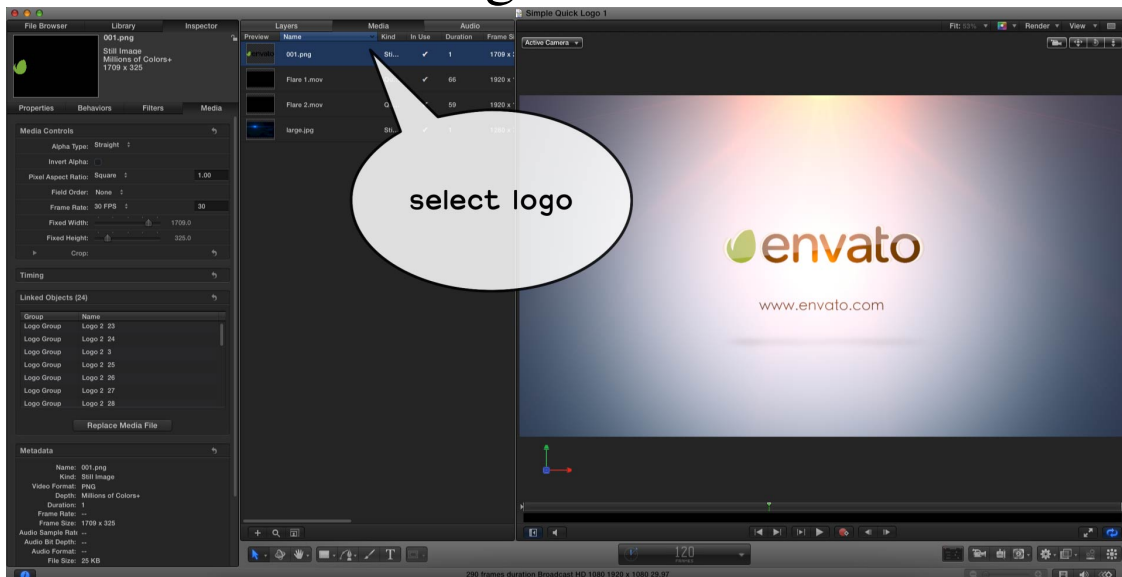 Simple Quick Logo 1
File Browser Library Inspector
Layers Media Audio
Fit: 93% Render View
001.png
Still Image
Millions of Colors+
1709 x 325
Preview Name Kind In Use Duration Frame Si
001.png Sti... ✔ 1 1709 x
Flare 1.mov ✔ 66 1920 x
Flare 2.mov 59 1920 x
large.jpg Sti...
Active Camera
select logo
Properties Behaviors Filters Media
Media Controls
Alpha Type: Straight
Invert Alpha:
Pixel Aspect Ratio: Square 1.00
Field Order: None
Frame Rate: 30 FPS 30
Fixed Width: 1709.0
Fixed Height: 325.0
Crop:
Timing
Linked Objects (24)
Group Name
Logo Group Logo 2 23
Logo Group Logo 2 24
Logo Group Logo 2 3
Logo Group Logo 2 25
Logo Group Logo 2 26
Logo Group Logo 2 27
Logo Group Logo 2 28
Replace Media File
Metadata
Name: 001.png
Kind: Still Image
Video Format: PNG
Depth: Millions of Colors+
Duration: 1
Frame Rate: --
Frame Size: 1709 x 325
Audio Sample Rate: --
Audio Bit Depth: --
Audio Format: --
File Size: 25 KB
envato
www.envato.com
T
120
FRAMES
290 frames duration Broadcast HD 1080 1920 x 1080 29.97